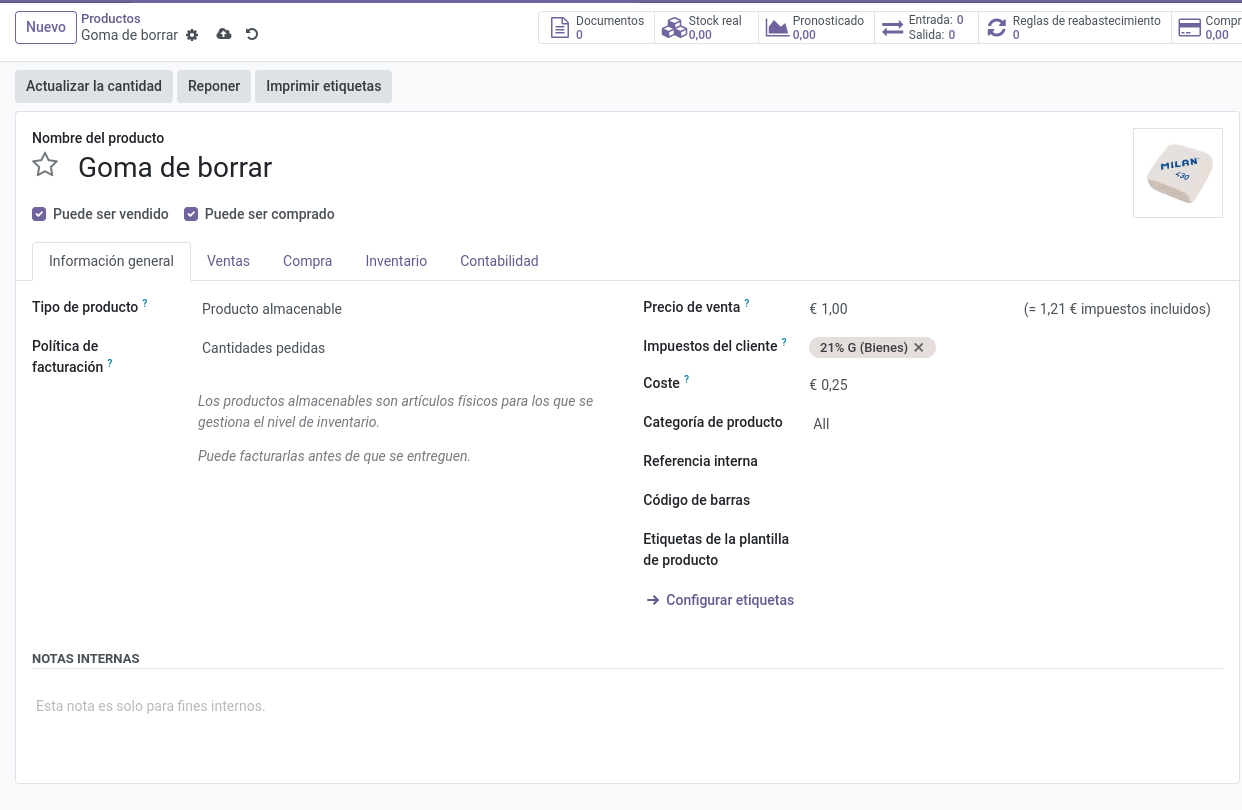 Nuevo
Productos
Goma de borrar
Documentos
0
Stock real
0,00
Pronosticado
0,00
Entrada: 0
Salida: 0
Reglas de reabastecimiento
0
Compr
0,00
Actualizar la cantidad
Reponer
Imprimir etiquetas
Nombre del producto
Goma de borrar
MILAN
430
Puede ser vendido
Puede ser comprado
Información general
Ventas
Compra
Inventario
Contabilidad
Tipo de producto ?
Producto almacenable
Política de
facturación ?
Cantidades pedidas
Los productos almacenables son artículos físicos para los que se
gestiona el nivel de inventario.
Puede facturarlas antes de que se entreguen.
Precio de venta ?
€ 1,00
(= 1,21 € impuestos incluidos)
Impuestos del cliente ?
21% G (Bienes)
Coste ?
€ 0,25
Categoría de producto
All
Referencia interna
Código de barras
Etiquetas de la plantilla
de producto
Configurar etiquetas
NOTAS INTERNAS
Esta nota es solo para fines internos.